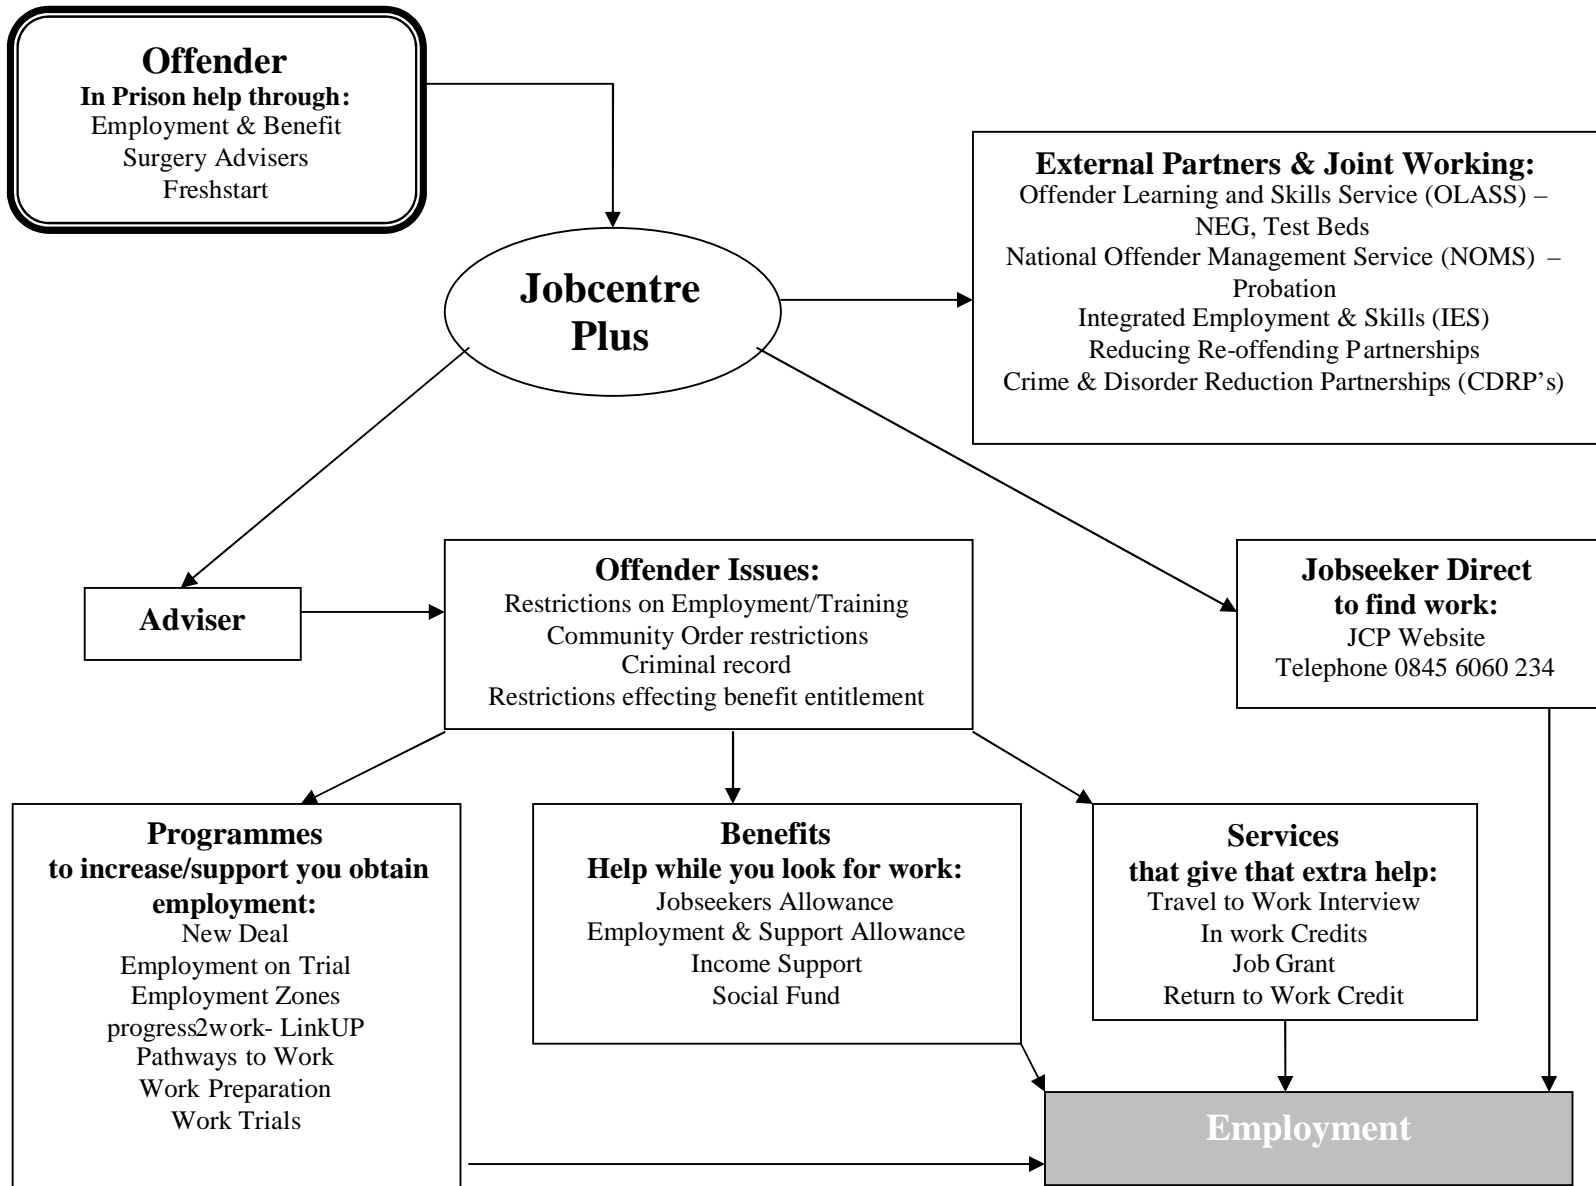 Offender
In Prison help through:
Employment & Benefit
Surgery Advisers
Freshstart
External Partners & Joint Working:
Offender Learning and Skills Service (OLASS) –
NEG, Test Beds
National Offender Management Service (NOMS) –
Probation
Integrated Employment & Skills (IES)
Reducing Re-offending Partnerships
Crime & Disorder Reduction Partnerships (CDRP's)
Jobcentre
Plus
Adviser
Offender Issues:
Restrictions on Employment/Training
Community Order restrictions
Criminal record
Restrictions effecting benefit entitlement
Jobseeker Direct
to find work:
JCP Website
Telephone 0845 6060 234
Programmes
to increase/support you obtain
employment:
New Deal
Employment on Trial
Employment Zones
progress2work- LinkUP
Pathways to Work
Work Preparation
Work Trials
Benefits
Help while you look for work:
Jobseekers Allowance
Employment & Support Allowance
Income Support
Social Fund
Services
that give that extra help:
Travel to Work Interview
In work Credits
Job Grant
Return to Work Credit
Employment